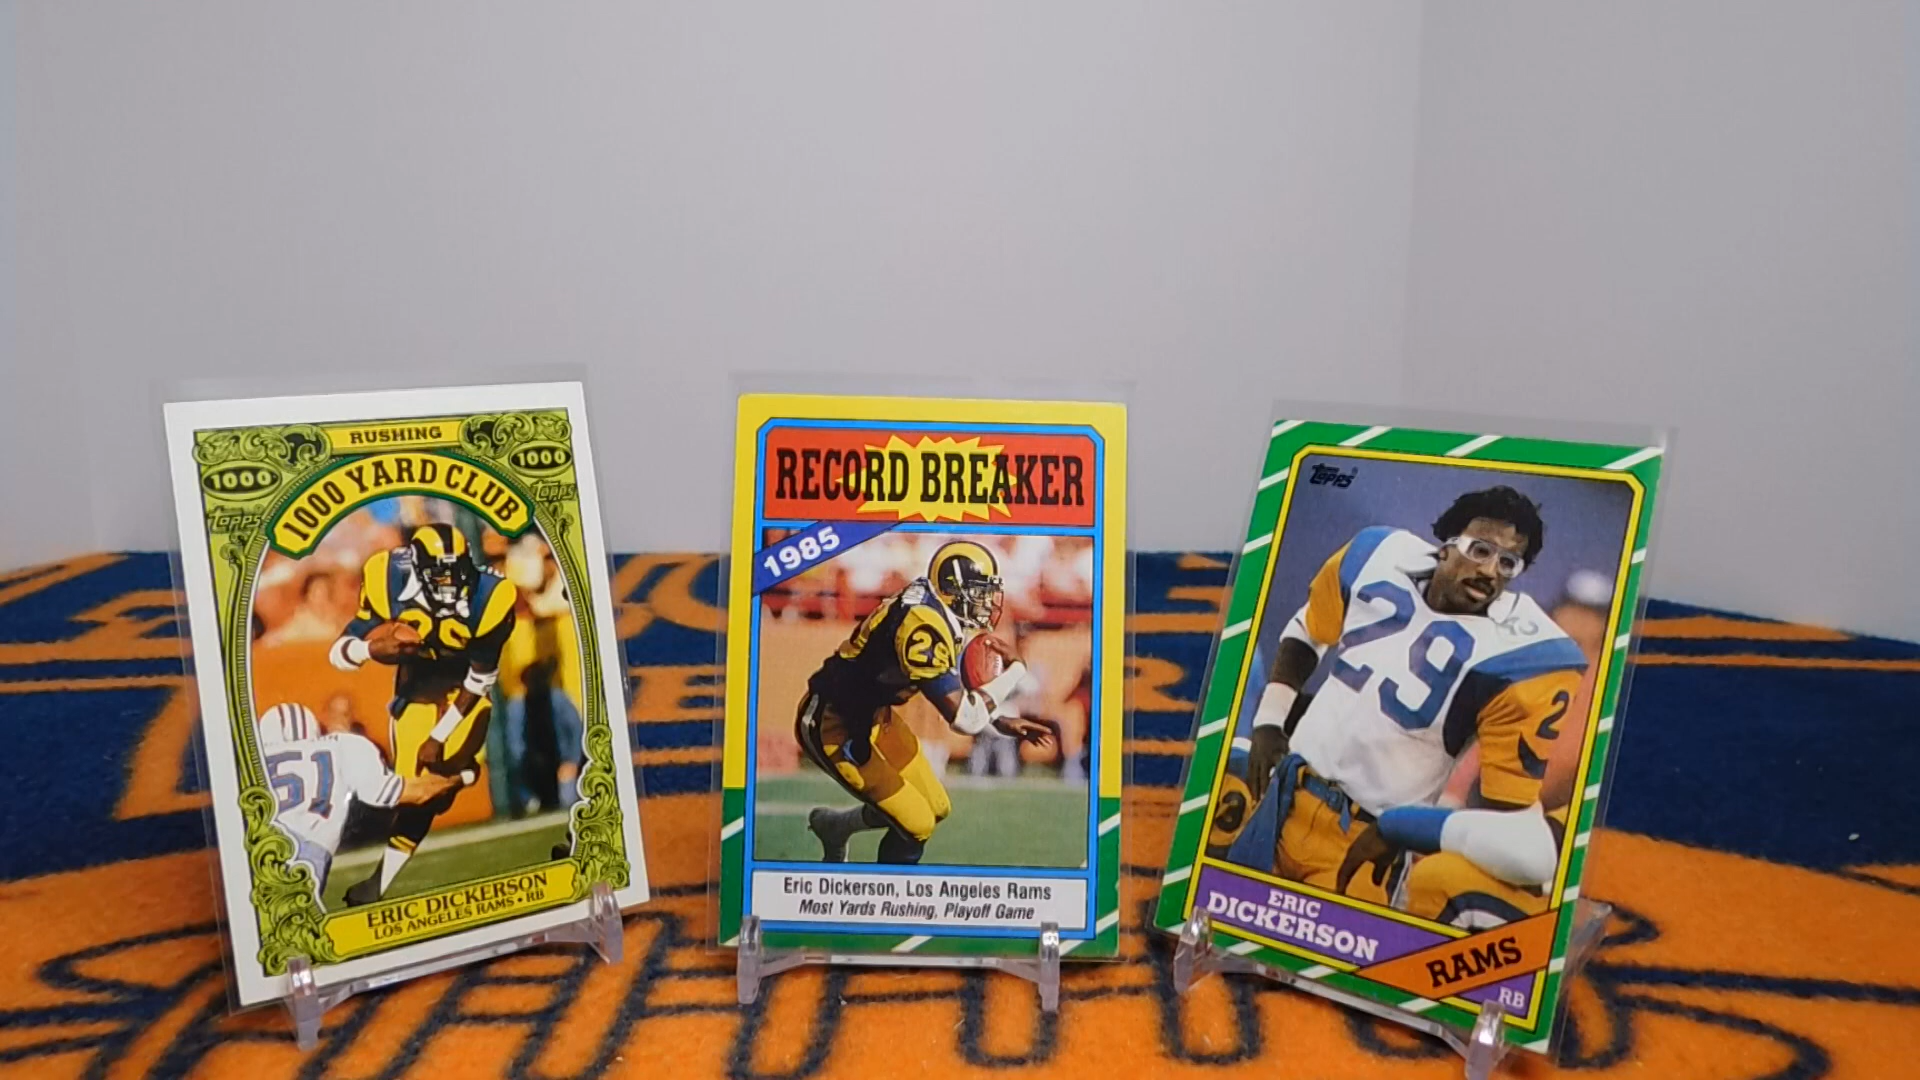 RUSHING
1000
1000
1000 YARD CLUB
Topps
Topps
51
ERIC DICKERSON
LOS ANGELES RAMS • RB
RECORD BREAKER
1985
29
Eric Dickerson, Los Angeles Rams
Most Yards Rushing, Playoff Game
Topps
29
2
ERIC
DICKERSON
RAMS
RB